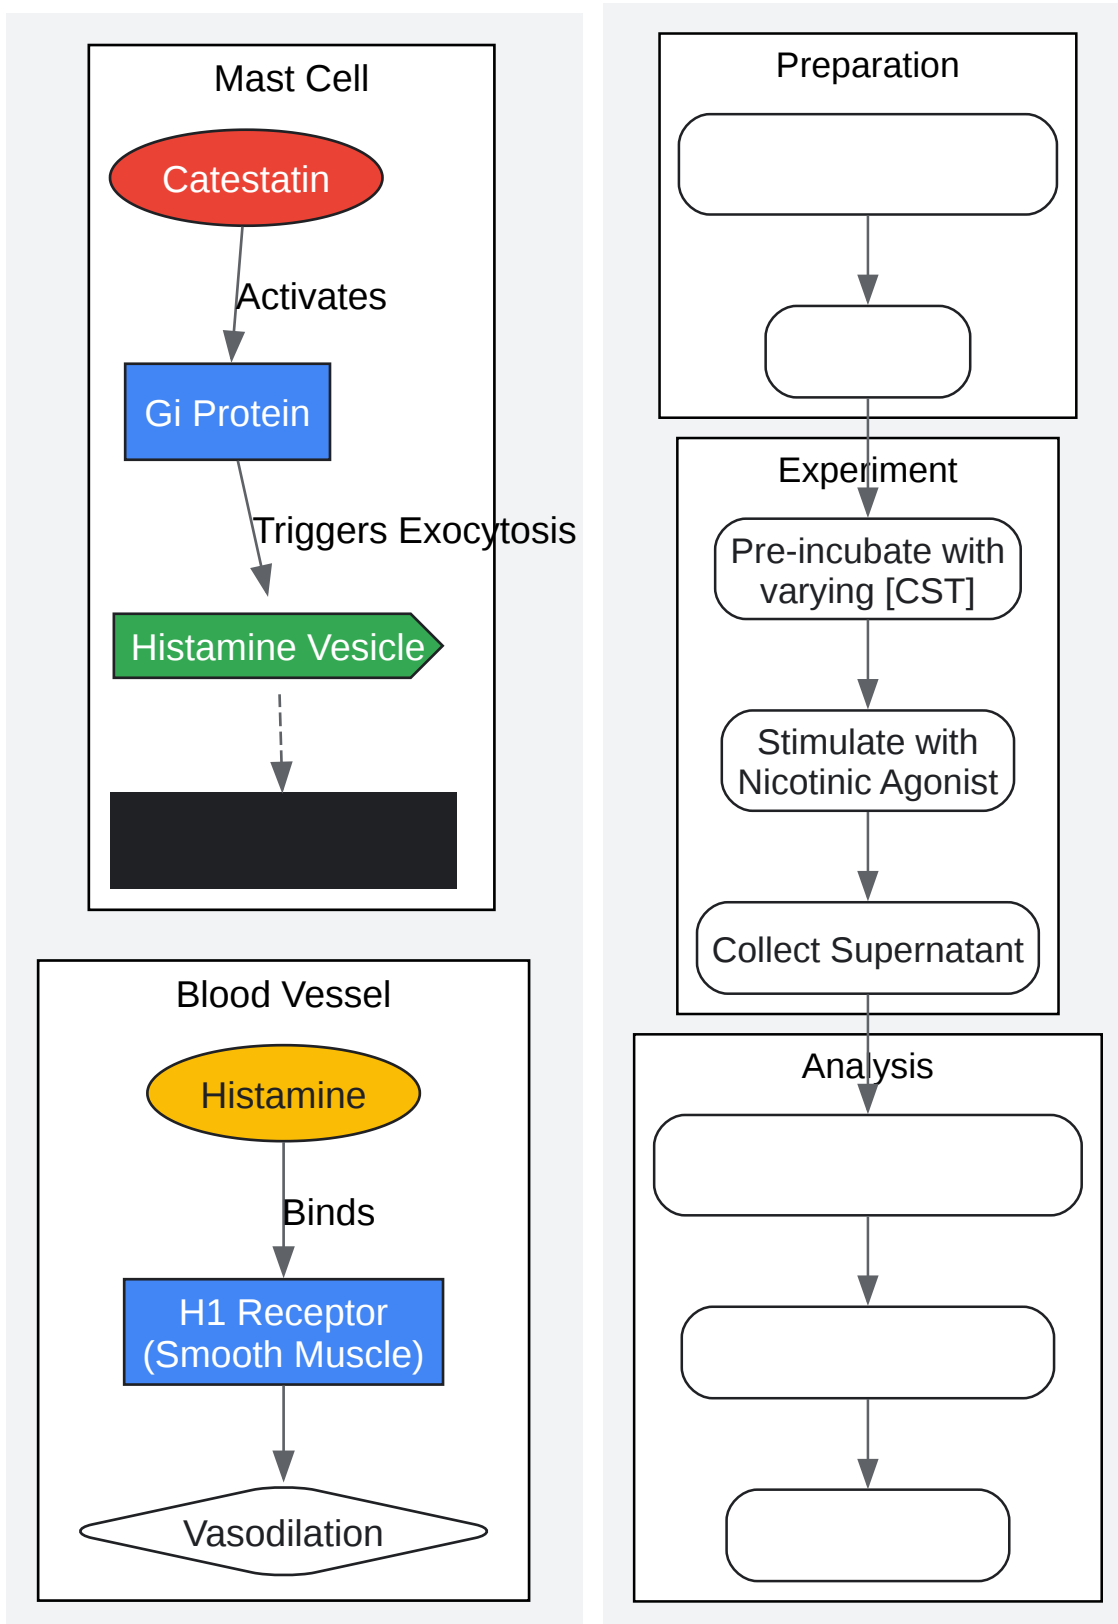 Mast Cell
Catestatin
Activates
Gi Protein
Triggers Exocytosis
Histamine Vesicle
Blood Vessel
Histamine
Binds
H1 Receptor
(Smooth Muscle)
Vasodilation
Preparation
Experiment
Pre-incubate with
varying [CST]
Stimulate with
Nicotinic Agonist
Collect Supernatant
Analysis